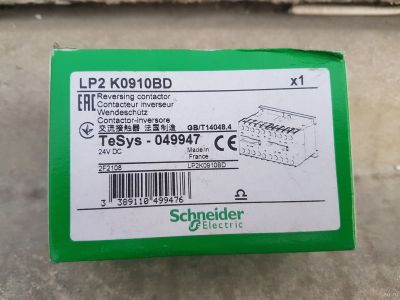 LP2 K0910BD x1
EAC Reversing contactor
Contacteur inverseur
Wendeschütz
Contactor-inversore
交流接触器 法国制造 GB/T14048.4
TeSys - 049947
24V DC
Made in
France
CE
2F2108 LP2K0910BD
3 389110 499476
Schneider
Electric